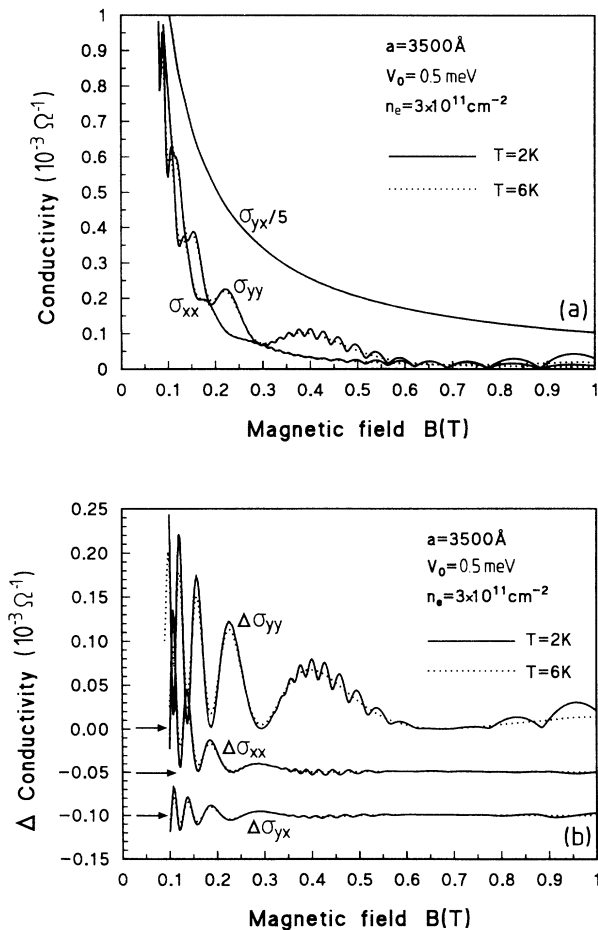 1
0.9
0.8
0.7
0.6
0.5
0.4
0.3
0.2
0.1
0
Conductivity (10⁻³ Ω⁻¹)
a=3500Å
V₀= 0.5 meV
nₑ=3×10¹¹cm⁻²
T=2K
T=6K
σyx/5
σyy
σxx
(a)
0 0.1 0.2 0.3 0.4 0.5 0.6 0.7 0.8 0.9 1
Magnetic field B(T)
0.25
0.20
0.15
0.10
0.05
0.00
-0.05
-0.10
-0.15
Δ Conductivity (10⁻³ Ω⁻¹)
a=3500Å
V₀=0.5 meV
nₑ=3×10¹¹cm⁻²
T=2K
T=6K
Δσyy
Δσxx
Δσyx
(b)
0 0.1 0.2 0.3 0.4 0.5 0.6 0.7 0.8 0.9 1
Magnetic field B(T)